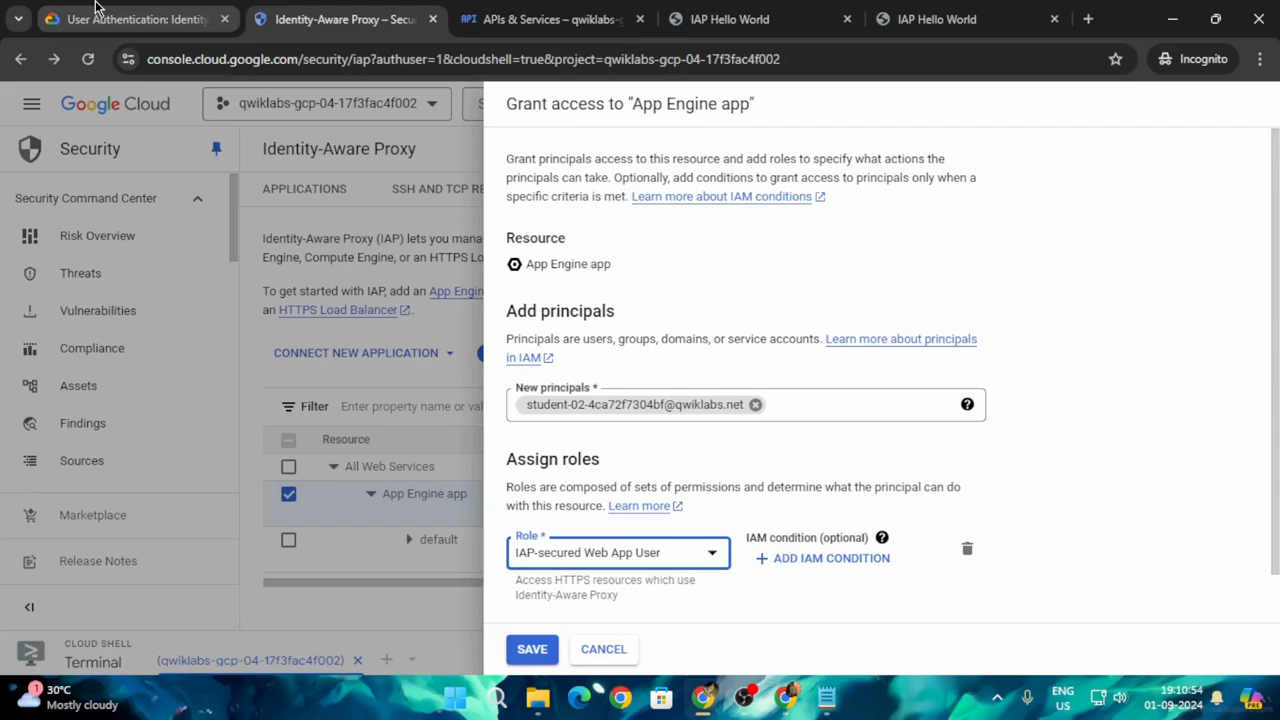 User Authentication: Identity
Identity-Aware Proxy – Secu
API APIs & Services – qwiklabs-g
IAP Hello World
IAP Hello World
console.cloud.google.com/security/iap?authuser=1&cloudshell=true&project=qwiklabs-gcp-04-17f3fac4f002
Incognito
Google Cloud
qwiklabs-gcp-04-17f3fac4f002
S
Grant access to "App Engine app"
Security
Identity-Aware Proxy
APPLICATIONS
SSH AND TCP RE
Security Command Center
Risk Overview
Threats
Vulnerabilities
Compliance
Assets
Findings
Sources
Marketplace
Release Notes
Identity-Aware Proxy (IAP) lets you mana
Engine, Compute Engine, or an HTTPS Lo
To get started with IAP, add an App Engin
an HTTPS Load Balancer.
CONNECT NEW APPLICATION
Filter Enter property name or val
Resource
All Web Services
App Engine app
default
Grant principals access to this resource and add roles to specify what actions the
principals can take. Optionally, add conditions to grant access to principals only when a
specific criteria is met. Learn more about IAM conditions
Resource
App Engine app
Add principals
Principals are users, groups, domains, or service accounts. Learn more about principals
in IAM
New principals *
student-02-4ca72f7304bf@qwiklabs.net
Assign roles
Roles are composed of sets of permissions and determine what the principal can do
with this resource. Learn more
Role *
IAP-secured Web App User
IAM condition (optional)
ADD IAM CONDITION
Access HTTPS resources which use
Identity-Aware Proxy
SAVE
CANCEL
CLOUD SHELL
Terminal
(qwiklabs-gcp-04-17f3fac4f002)
1
30°C
Mostly cloudy
ENG
US
19:10:54
01-09-2024
PRE